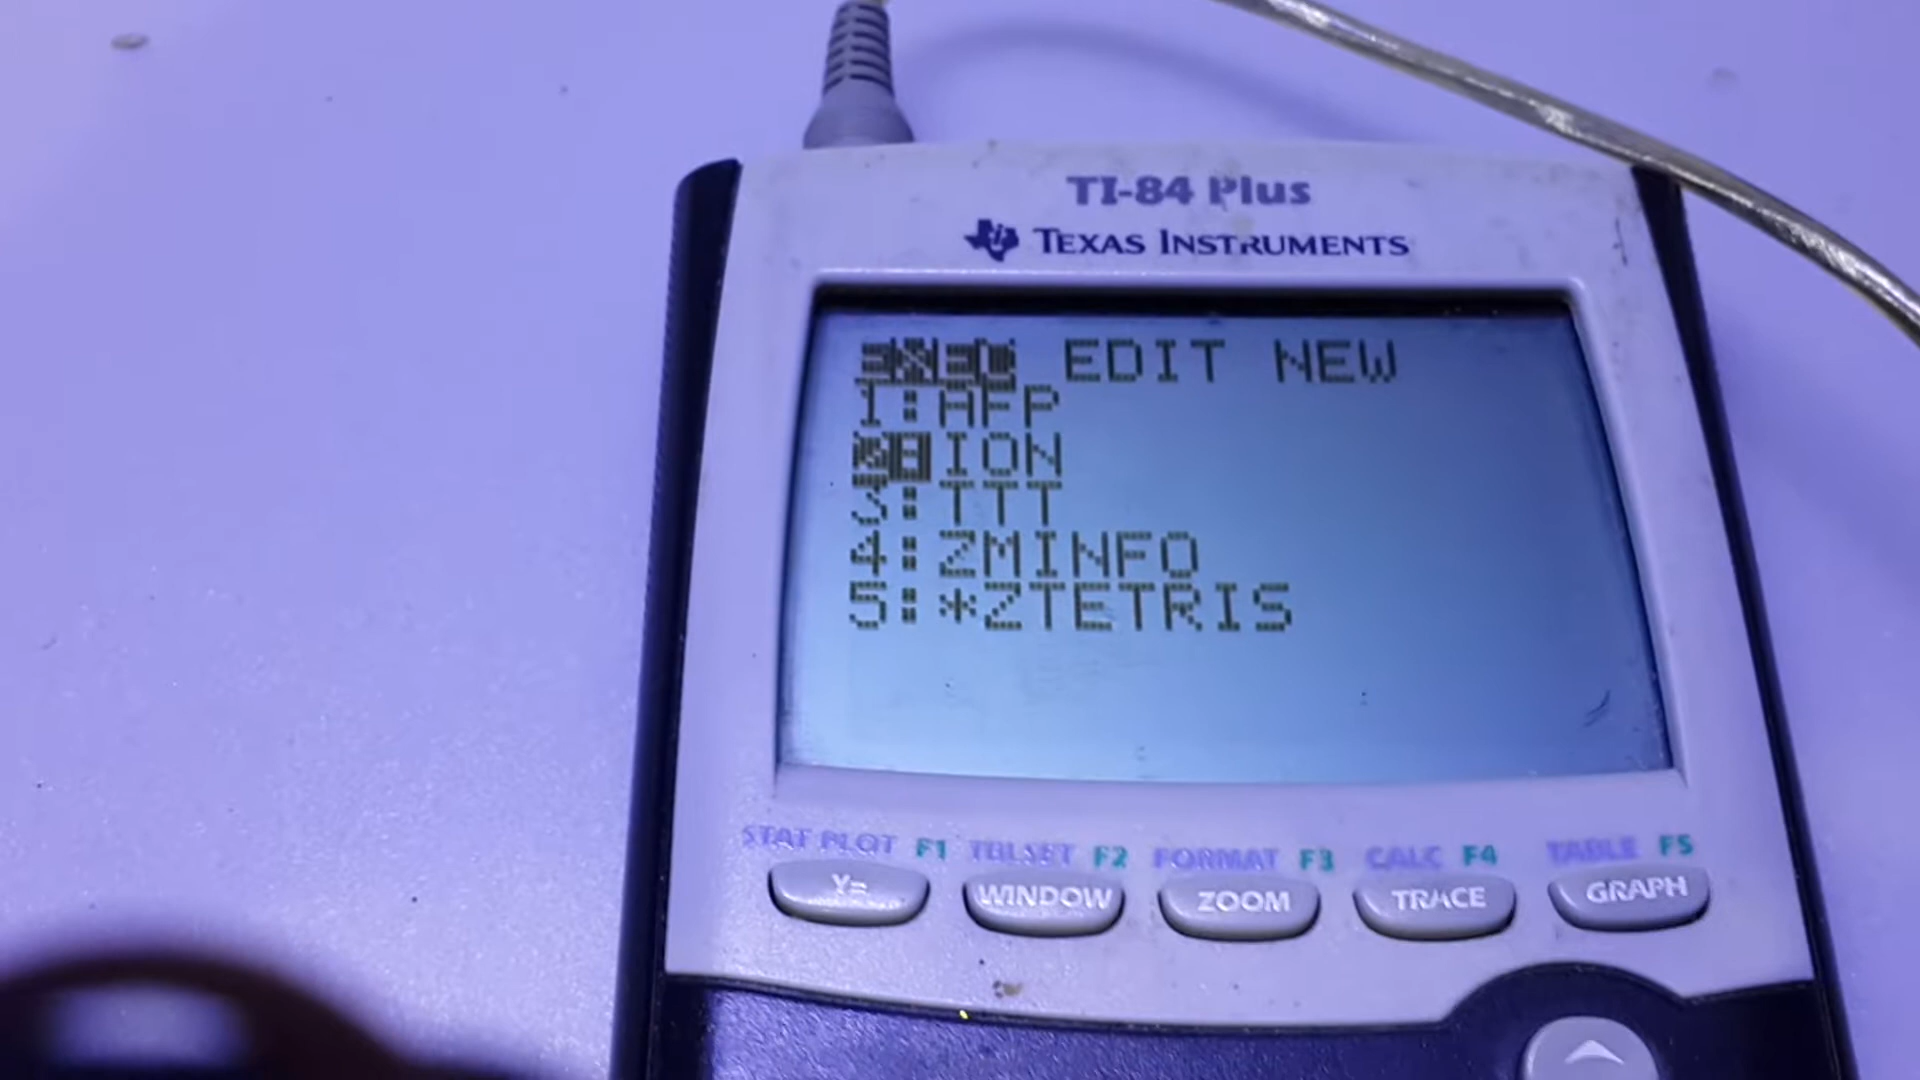 TI-84 Plus
TEXAS INSTRUMENTS
EXEC EDIT NEW
1:AFP
2:ION
3:TTT
4:ZMINFO
5:*ZTETRIS
STAT PLOT F1 TBLSET F2 FORMAT F3 CALC F4 TABLE F5
Y= WINDOW ZOOM TRACE GRAPH